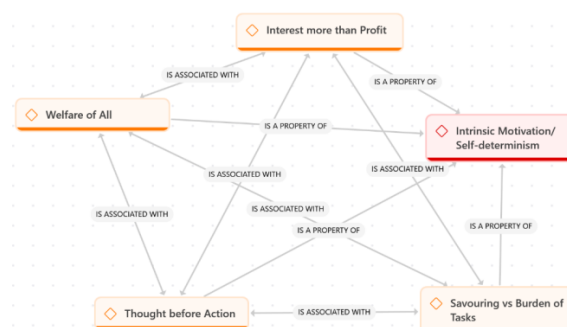 Interest more than Profit
IS ASSOCIATED WITH
IS A PROPERTY OF
Welfare of All
IS A PROPERTY OF
Intrinsic Motivation/
Self-determinism
IS ASSOCIATED WITH
IS ASSOCIATED WITH
IS ASSOCIATED WITH
IS ASSOCIATED WITH
IS A PROPERTY OF
IS A PROPERTY OF
Savouring vs Burden of
Tasks
Thought before Action
IS ASSOCIATED WITH